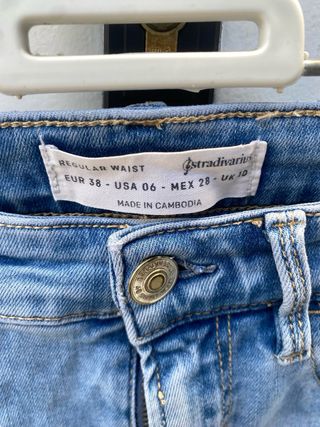 REGULAR WAIST
stradivarius
EUR 38 - USA 06 - MEX 28 - UK 10
MADE IN CAMBODIA